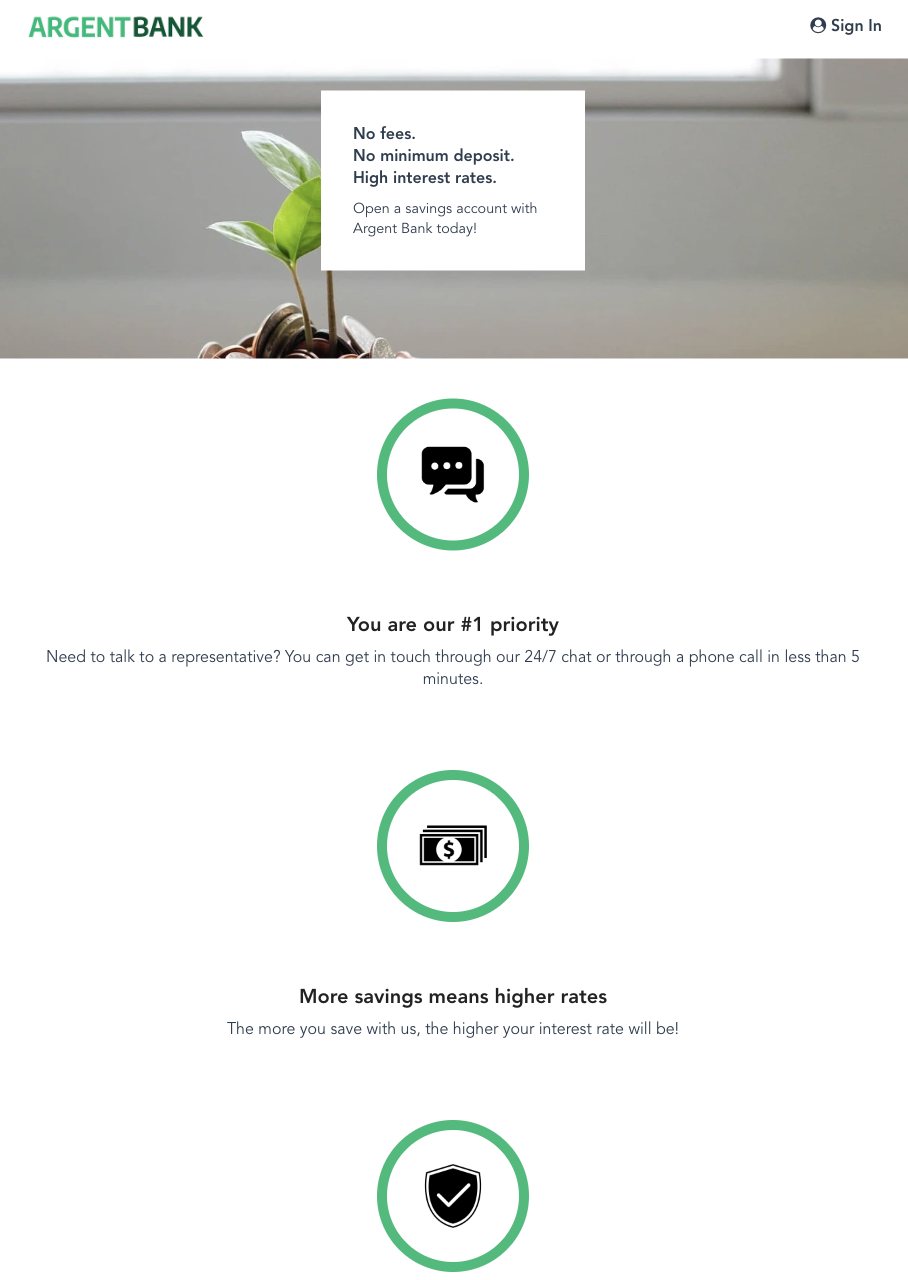 ARGENTBANK
Sign In
No fees.
No minimum deposit.
High interest rates.
Open a savings account with
Argent Bank today!
You are our #1 priority
Need to talk to a representative? You can get in touch through our 24/7 chat or through a phone call in less than 5
minutes.
$
More savings means higher rates
The more you save with us, the higher your interest rate will be!